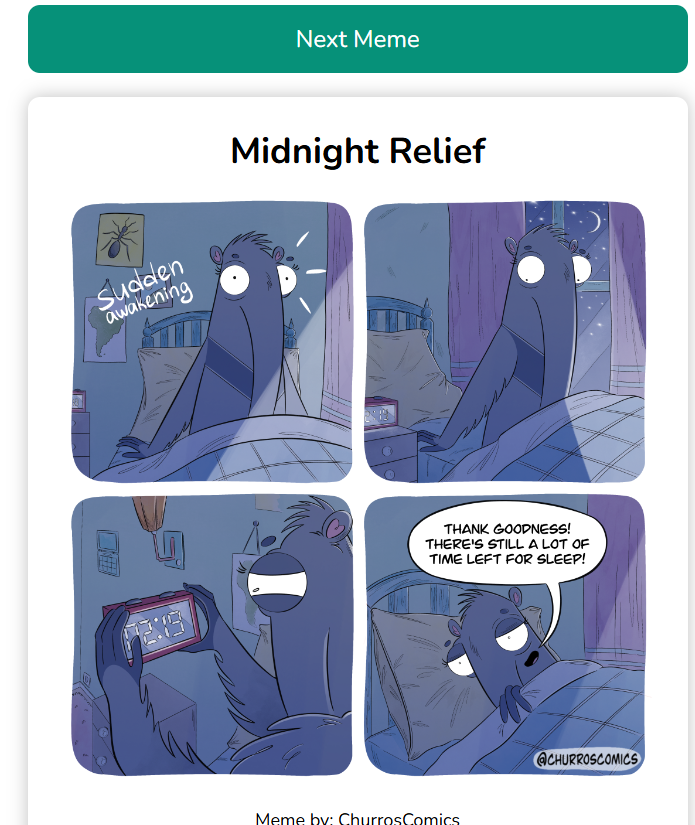 Next Meme
Midnight Relief
Sudden
awakening
02:19
THANK GOODNESS!
THERE'S STILL A LOT OF
TIME LEFT FOR SLEEP!
@CHURROSCOMICS
Meme by: ChurrosComics